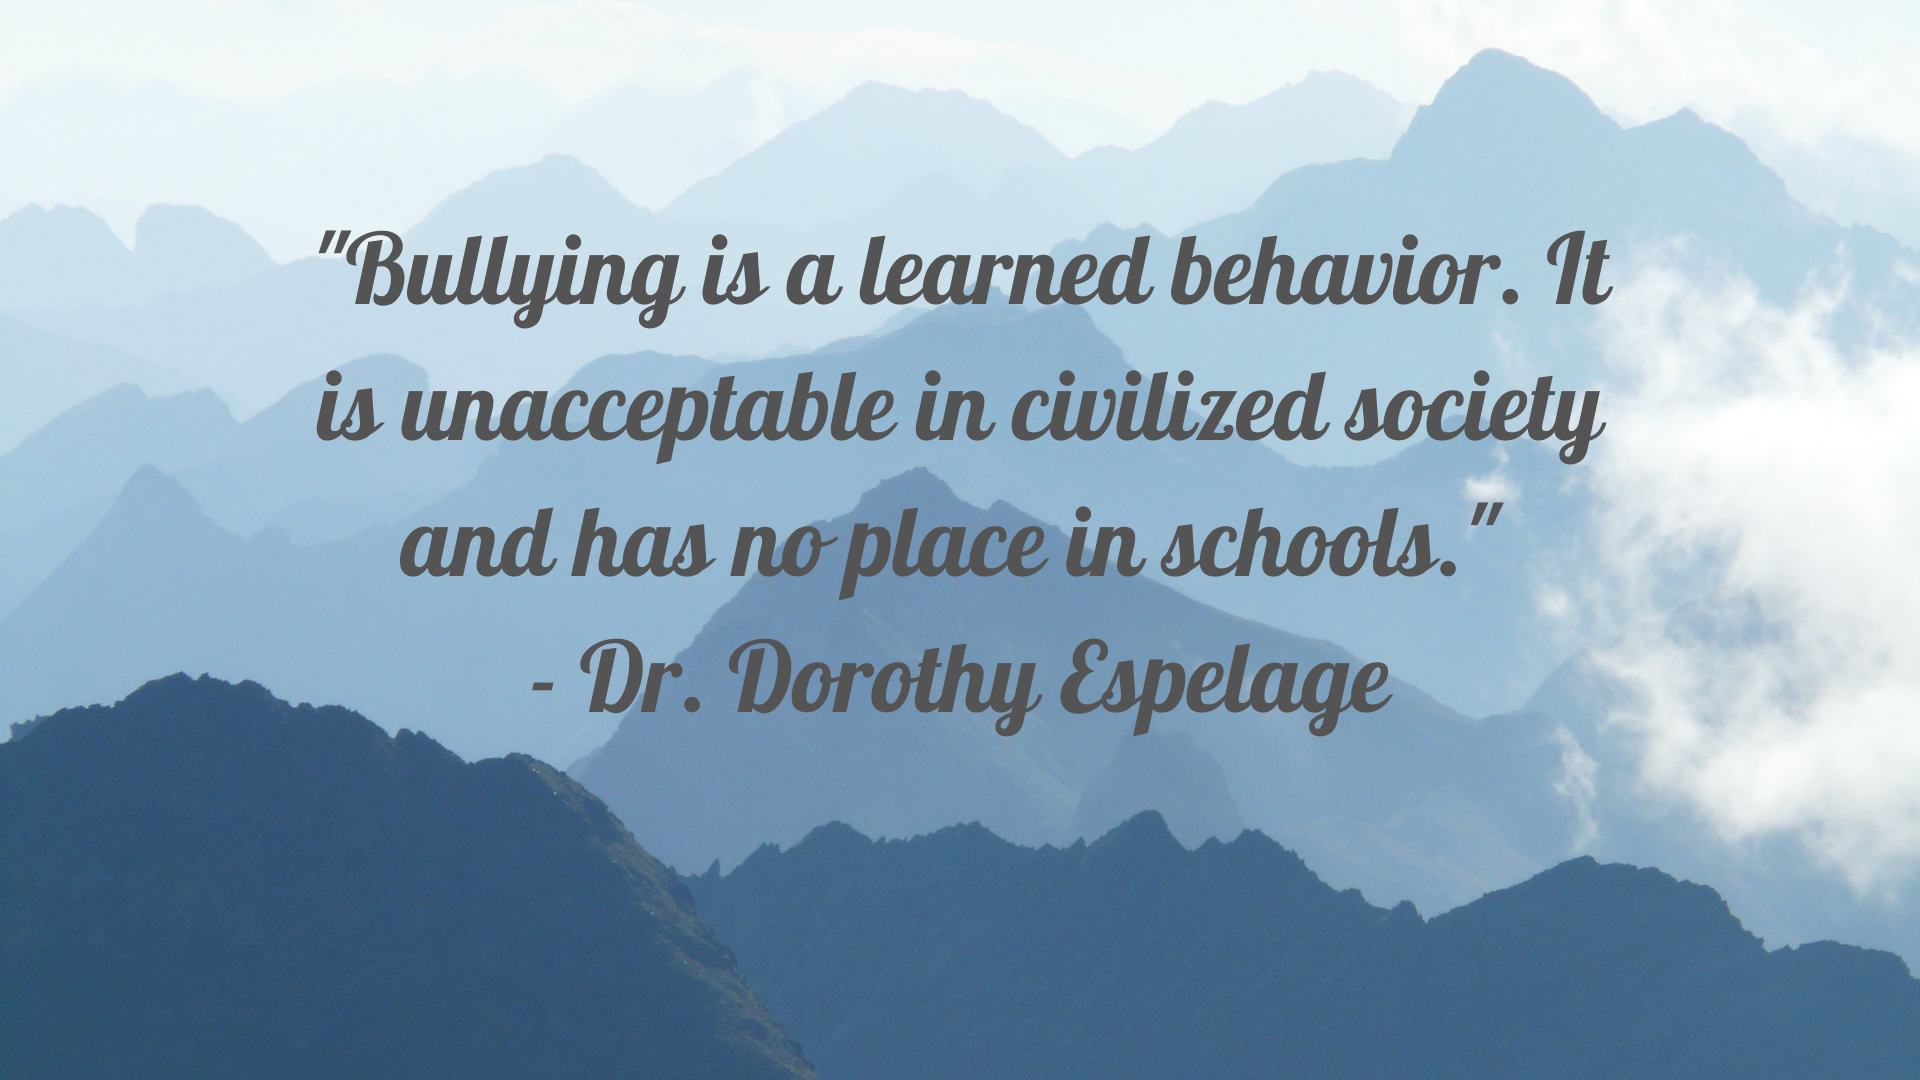 "Bullying is a learned behavior. It
is unacceptable in civilized society
and has no place in schools."
- Dr. Dorothy Espelage